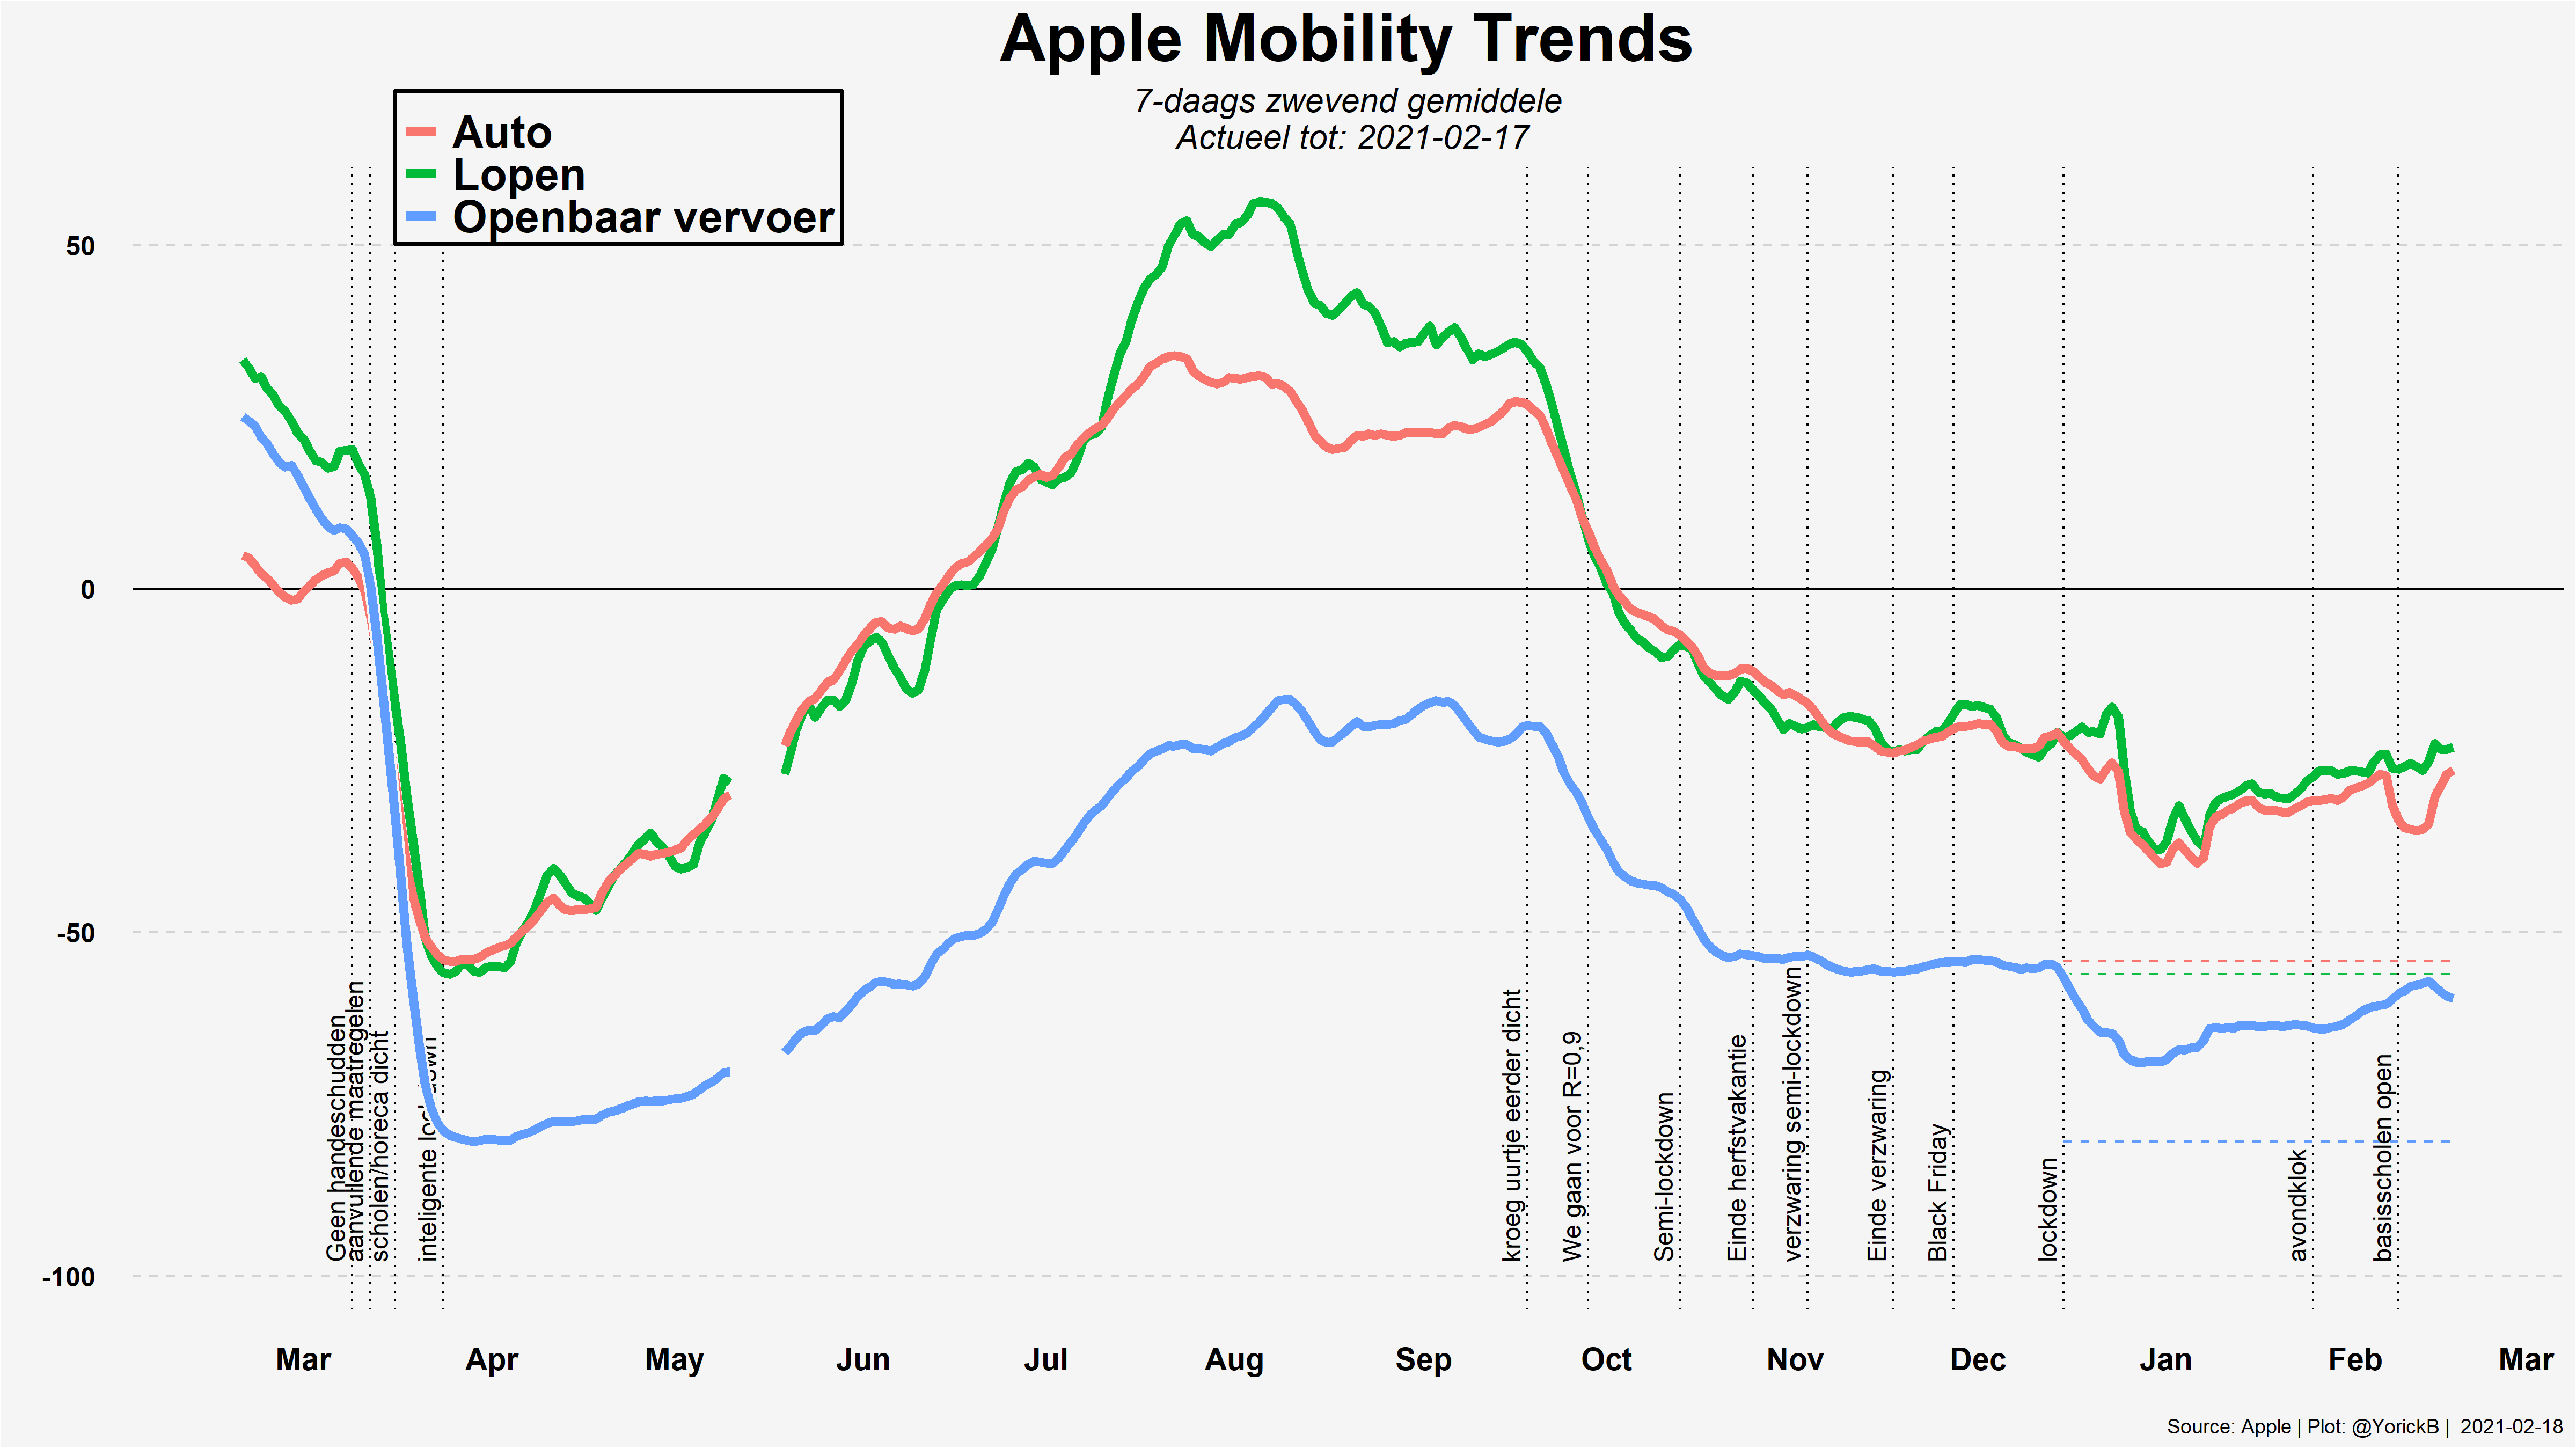 Apple Mobility Trends
7-daags zwevend gemiddele
Actueel tot: 2021-02-17
Auto
Lopen
Openbaar vervoer
50
0
-50
-100
Geen handeschudden
aanvullende maatregelen
scholen/horeca dicht
inteligente
kroeg uurtje eerder dicht
We gaan voor R=0,9
Semi-lockdown
Einde herfstvakantie
verzwaring semi-lockdown
Einde verzwaring
Black Friday
lockdown
avondklok
basisscholen open
Mar Apr May Jun Jul Aug Sep Oct Nov Dec Jan Feb Mar
Source: Apple | Plot: @YorickB | 2021-02-18